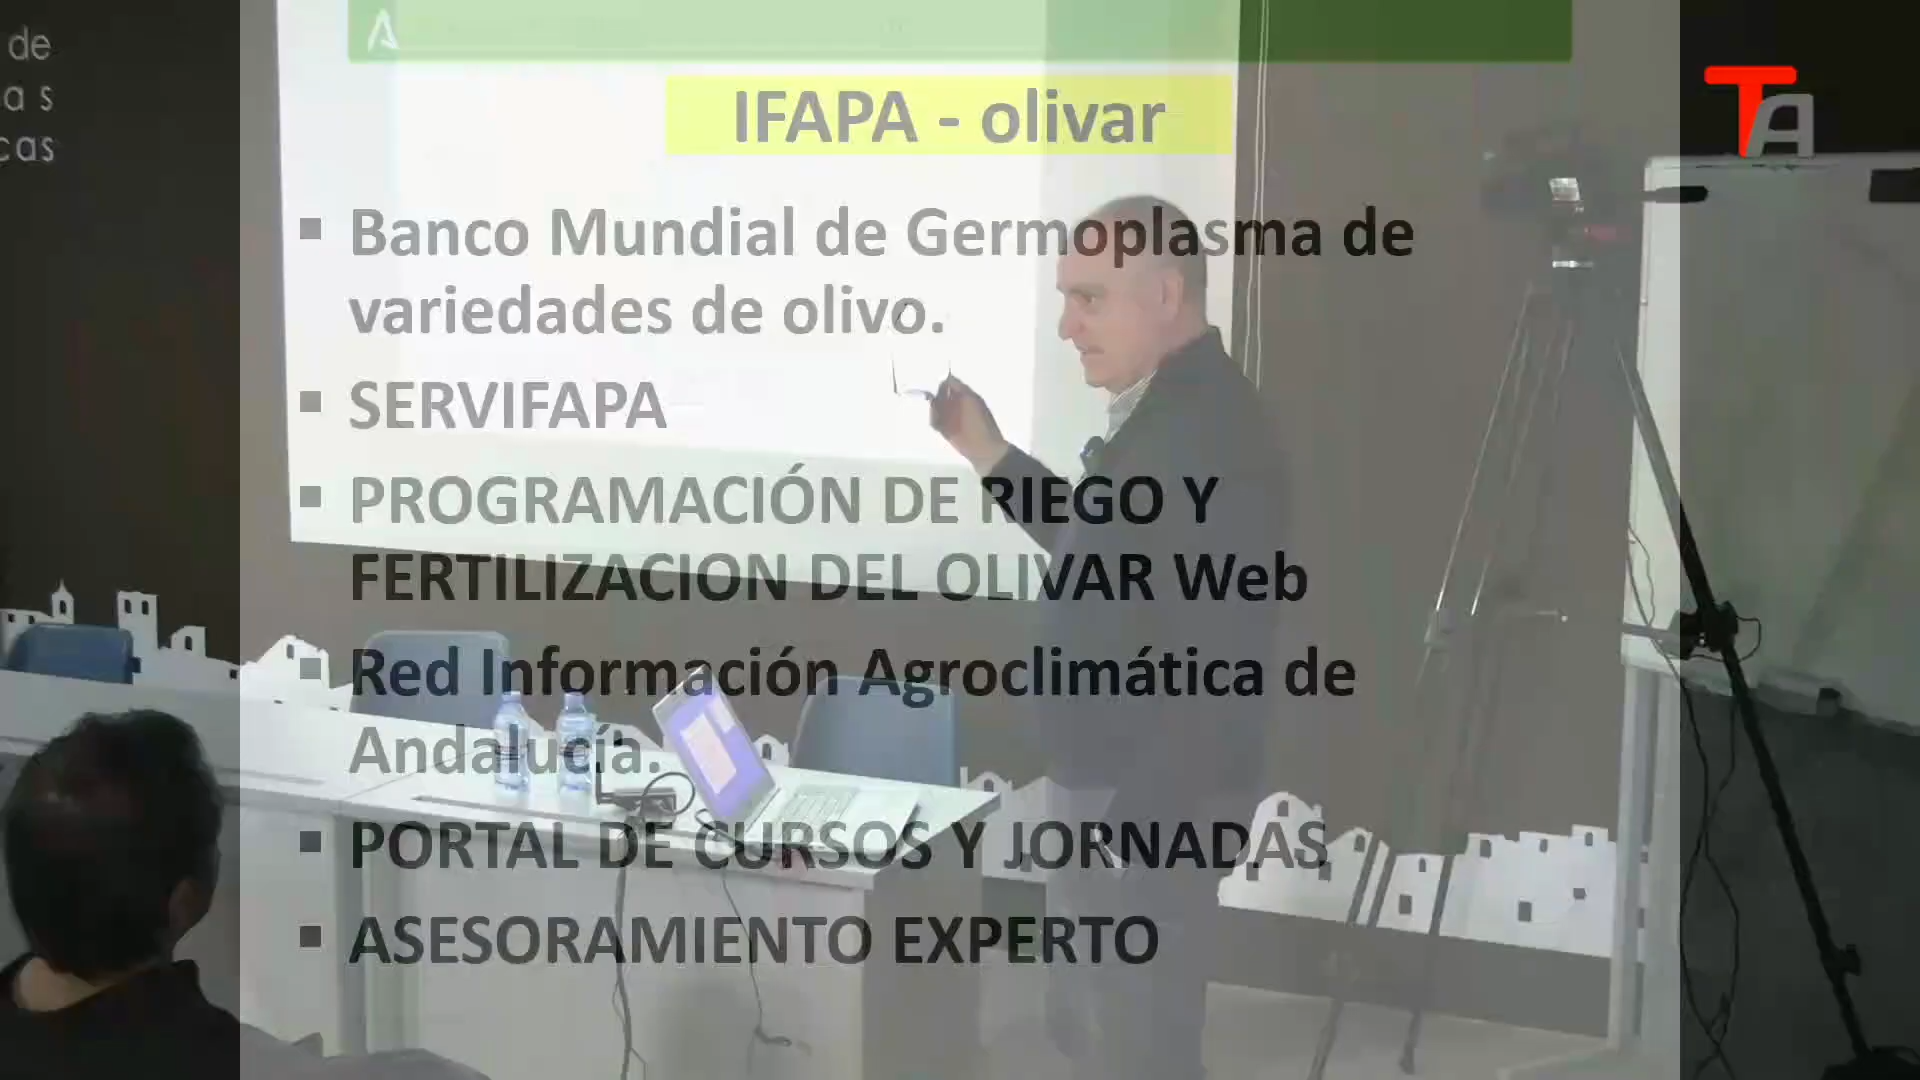 de
a s
cas
TA
IFAPA - olivar
▪ Banco Mundial de Germoplasma de
variedades de olivo.
▪ SERVIFAPA
▪ PROGRAMACIÓN DE RIEGO Y
FERTILIZACION DEL OLIVAR Web
▪ Red Información Agroclimática de
Andalucía.
▪ PORTAL DE CURSOS Y JORNADAS
▪ ASESORAMIENTO EXPERTO